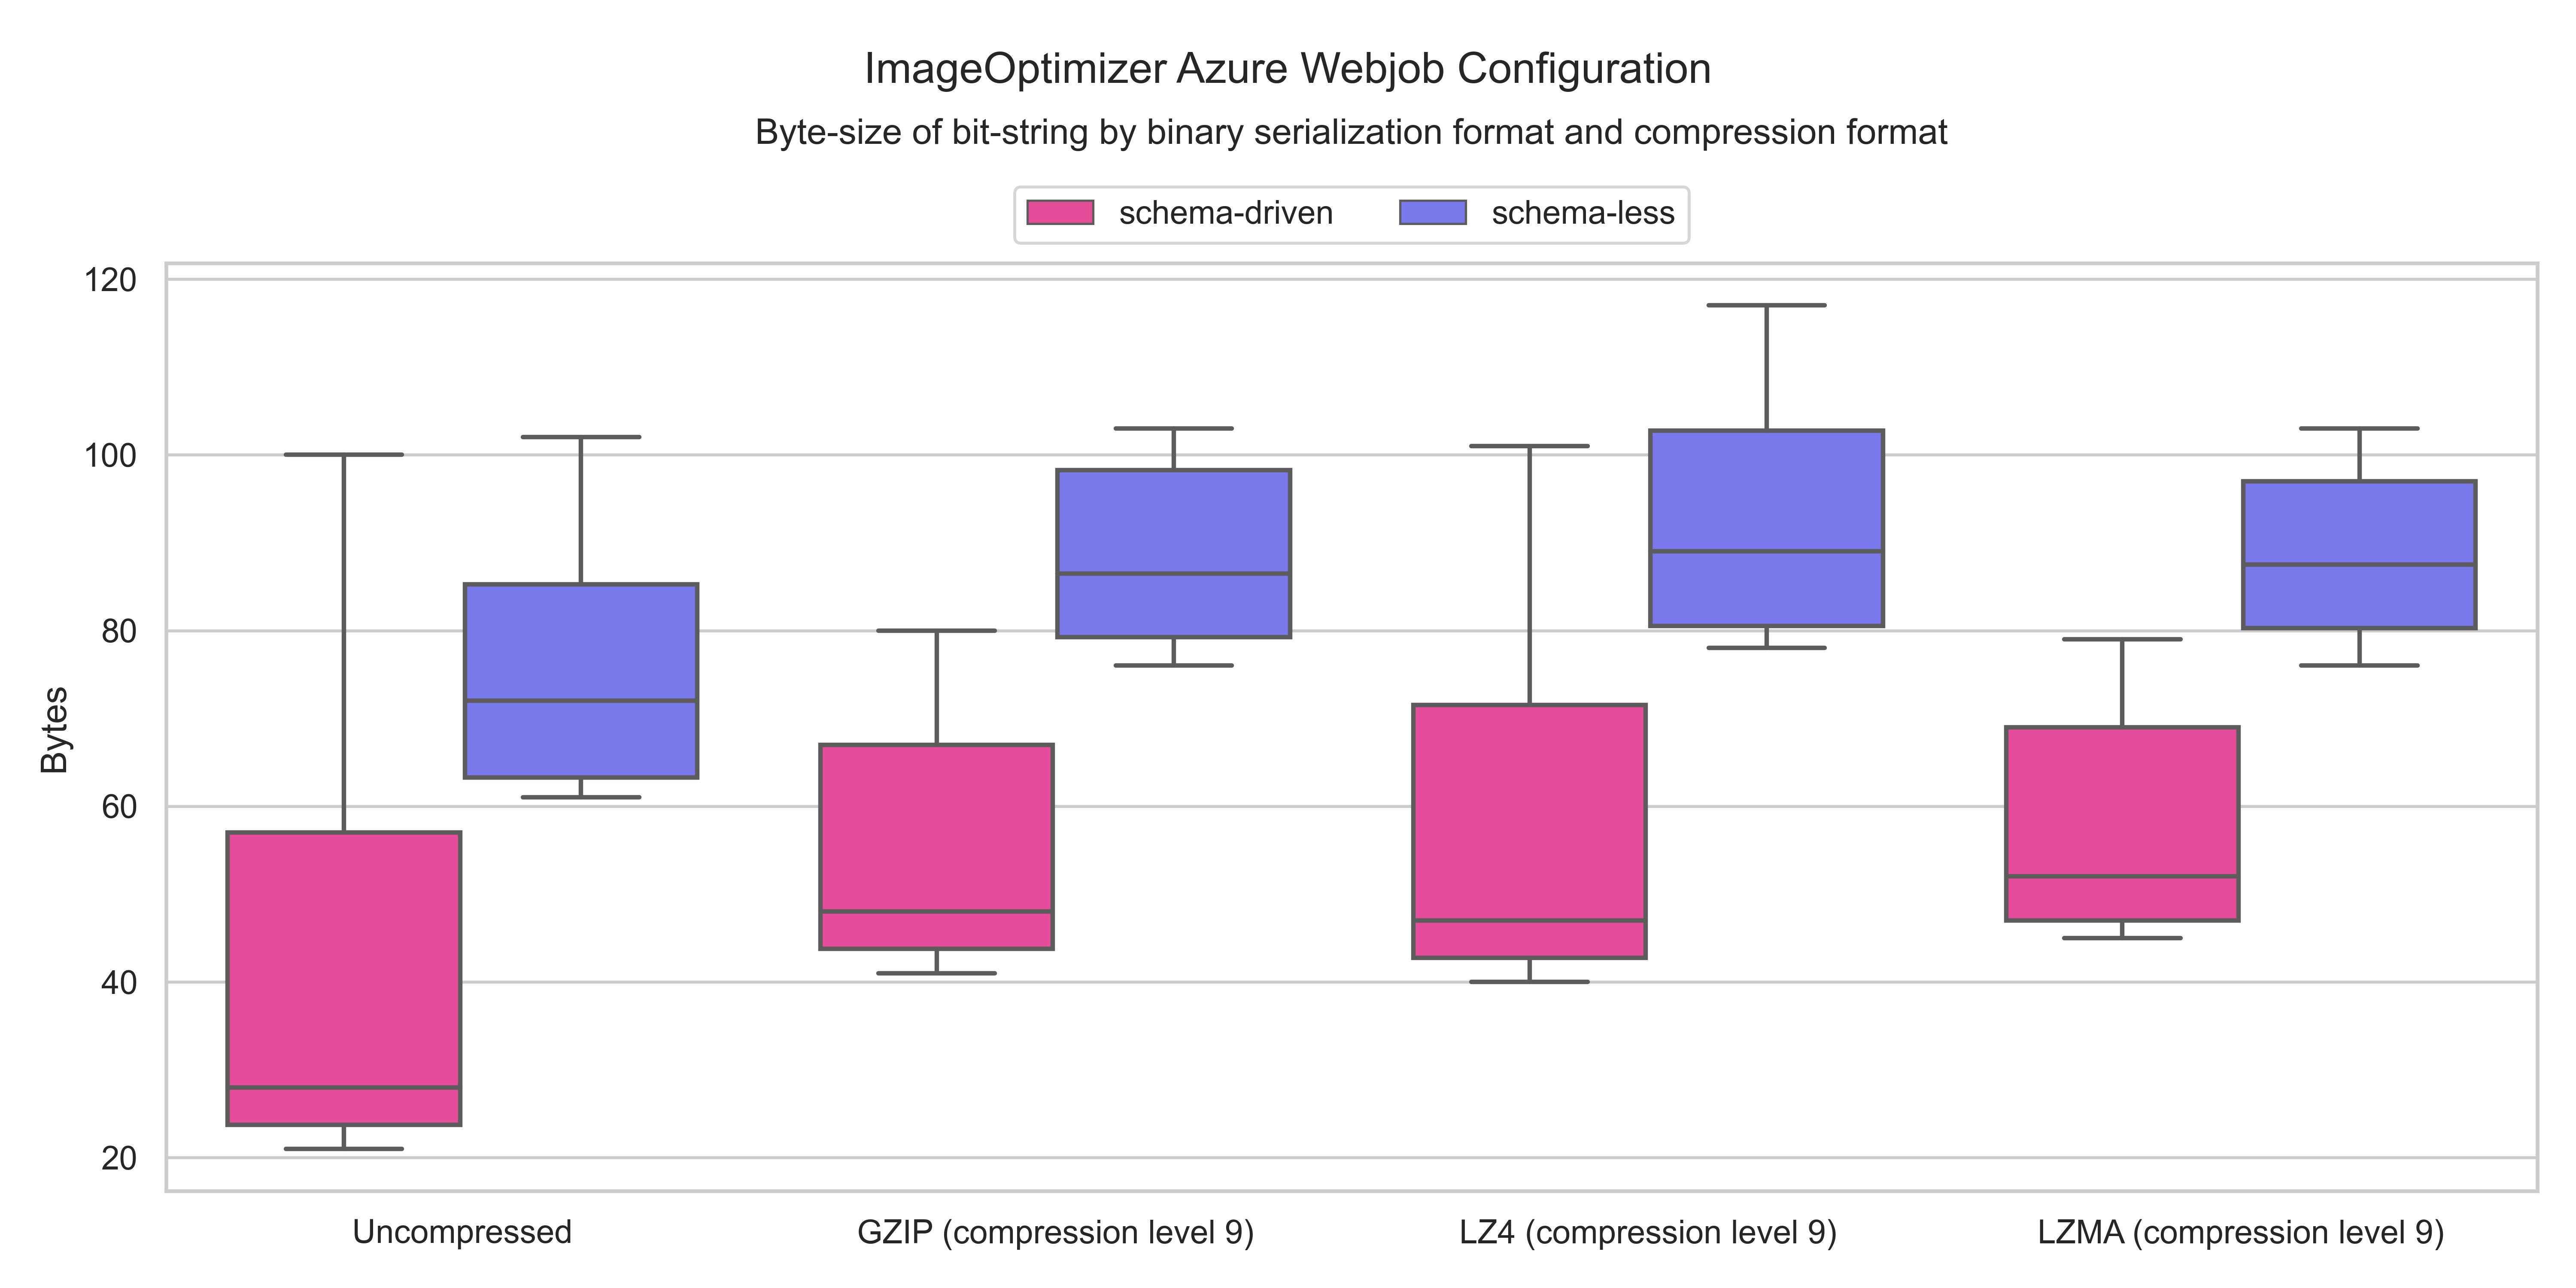 ImageOptimizer Azure Webjob Configuration
Byte-size of bit-string by binary serialization format and compression format
schema-driven schema-less
120
100
80
60
40
20
Bytes
Uncompressed GZIP (compression level 9) LZ4 (compression level 9) LZMA (compression level 9)